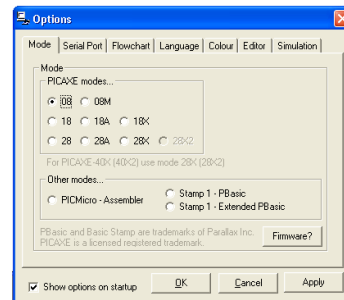 Options
Mode Serial Port Flowchart Language Colour Editor Simulation
Mode
PICAXE modes...
08 08M
18 18A 18X
28 28A 28X 28X2
For PICAXE-40X (40X2) use mode 28X (28X2)
Other modes...
PICMicro - Assembler
Stamp 1 - PBasic
Stamp 1 - Extended PBasic
PBasic and Basic Stamp are trademarks of Parallax Inc.
PICAXE is a licensed registered trademark.
Firmware?
Show options on startup OK Cancel Apply